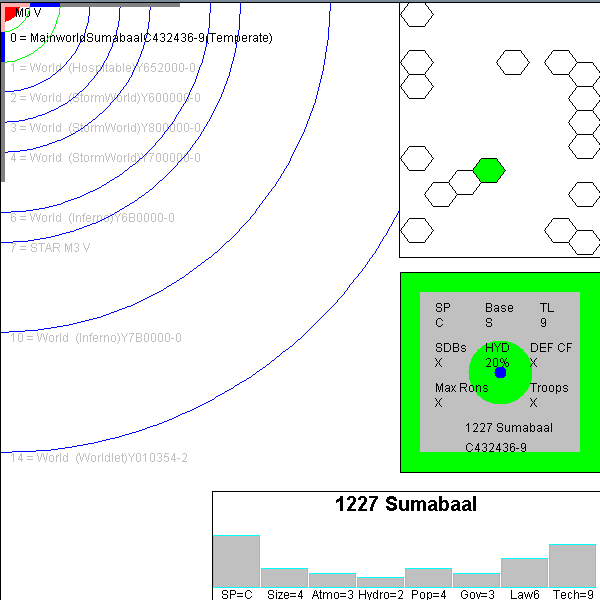 M0 V
0 = MainworldSumabaalC432436-9(Temperate)
1 = World (Hospitable)Y652000-0
2 = World (StormWorld)Y600000-0
3 = World (StormWorld)Y800000-0
4 = World (StormWorld)Y700000-0
6 = World (Inferno)Y6B0000-0
7 = STAR M3 V
10 = World (Inferno)Y7B0000-0
14 = World (Worldlet)Y010354-2
SP Base TL
C S 9
SDBs HYD DEF CF
X 20% X
Max Rons Troops
X X
1227 Sumabaal
C432436-9
1227 Sumabaal
SP=C Size=4 Atmo=3 Hydro=2 Pop=4 Gov=3 Law6 Tech=9